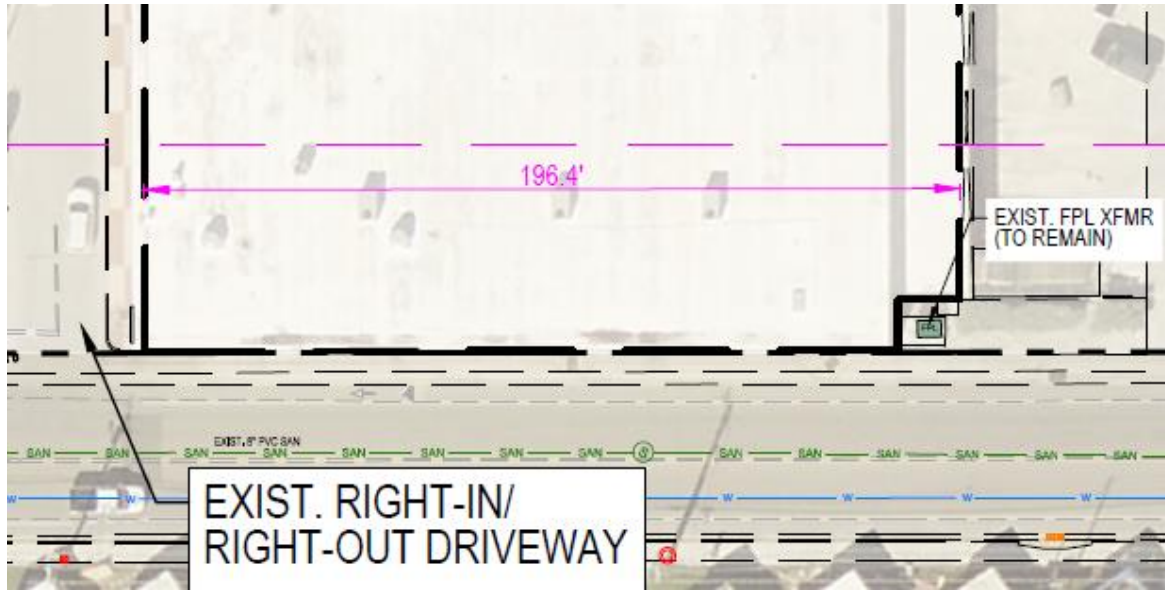 196.4'
EXIST. FPL XFMR
(TO REMAIN)
FPL
EXIST. 8" PVC SAN
SAN SAN SAN SAN SAN SAN SAN SAN S SAN SAN SAN SAN SAN SAN
W W W W W W
EXIST. RIGHT-IN/
RIGHT-OUT DRIVEWAY